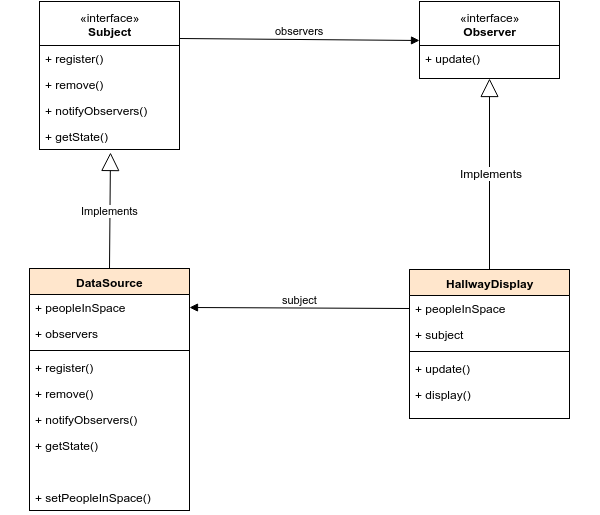 «interface»
Subject
+ register()
+ remove()
+ notifyObservers()
+ getState()
observers
«interface»
Observer
+ update()
Implements
Implements
DataSource
+ peopleInSpace
+ observers
+ register()
+ remove()
+ notifyObservers()
+ getState()
+ setPeopleInSpace()
subject
HallwayDisplay
+ peopleInSpace
+ subject
+ update()
+ display()